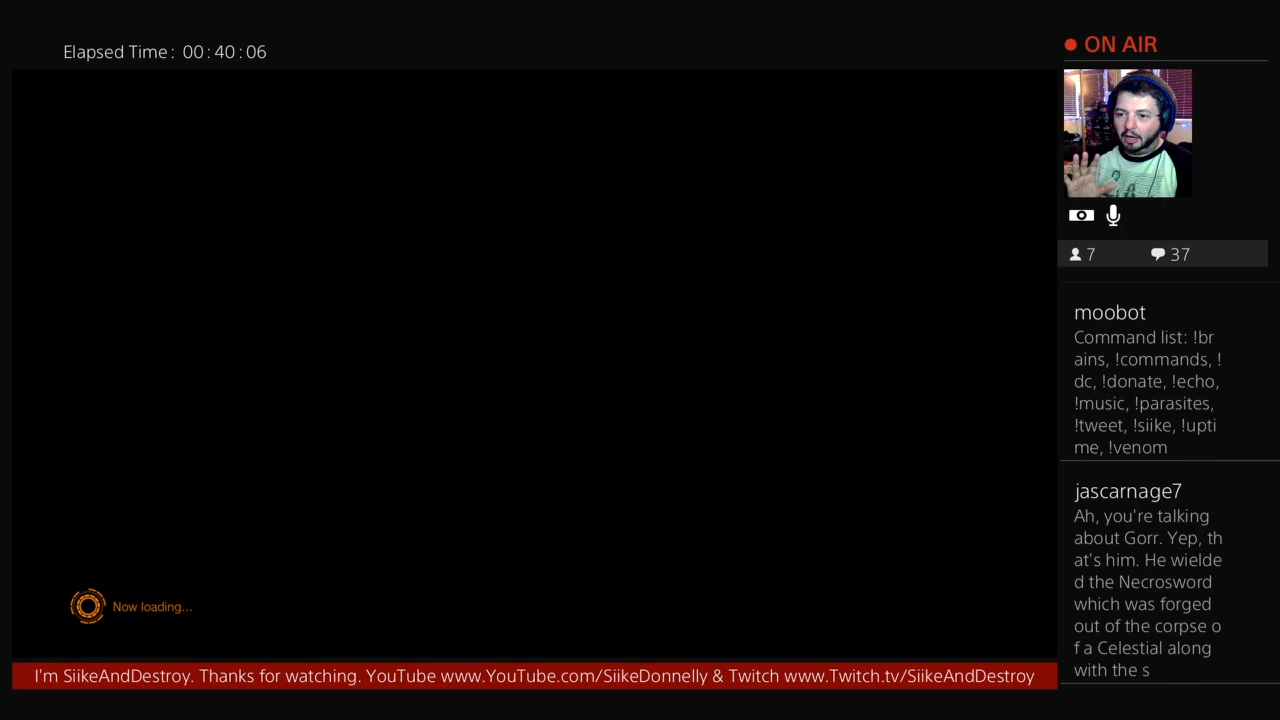 Elapsed Time: 00:40:06
ON AIR
7 37
moobot
Command list: !br
ains, !commands, !
dc, !donate, !echo,
!music, !parasites,
!tweet, !siike, !upti
me, !venom
jascarnage7
Ah, you're talking
about Gorr. Yep, th
at's him. He wielde
d the Necrosword
which was forged
out of the corpse o
f a Celestial along
with the s
Now loading...
I'm SiikeAndDestroy. Thanks for watching. YouTube www.YouTube.com/SiikeDonnelly & Twitch www.Twitch.tv/SiikeAndDestroy